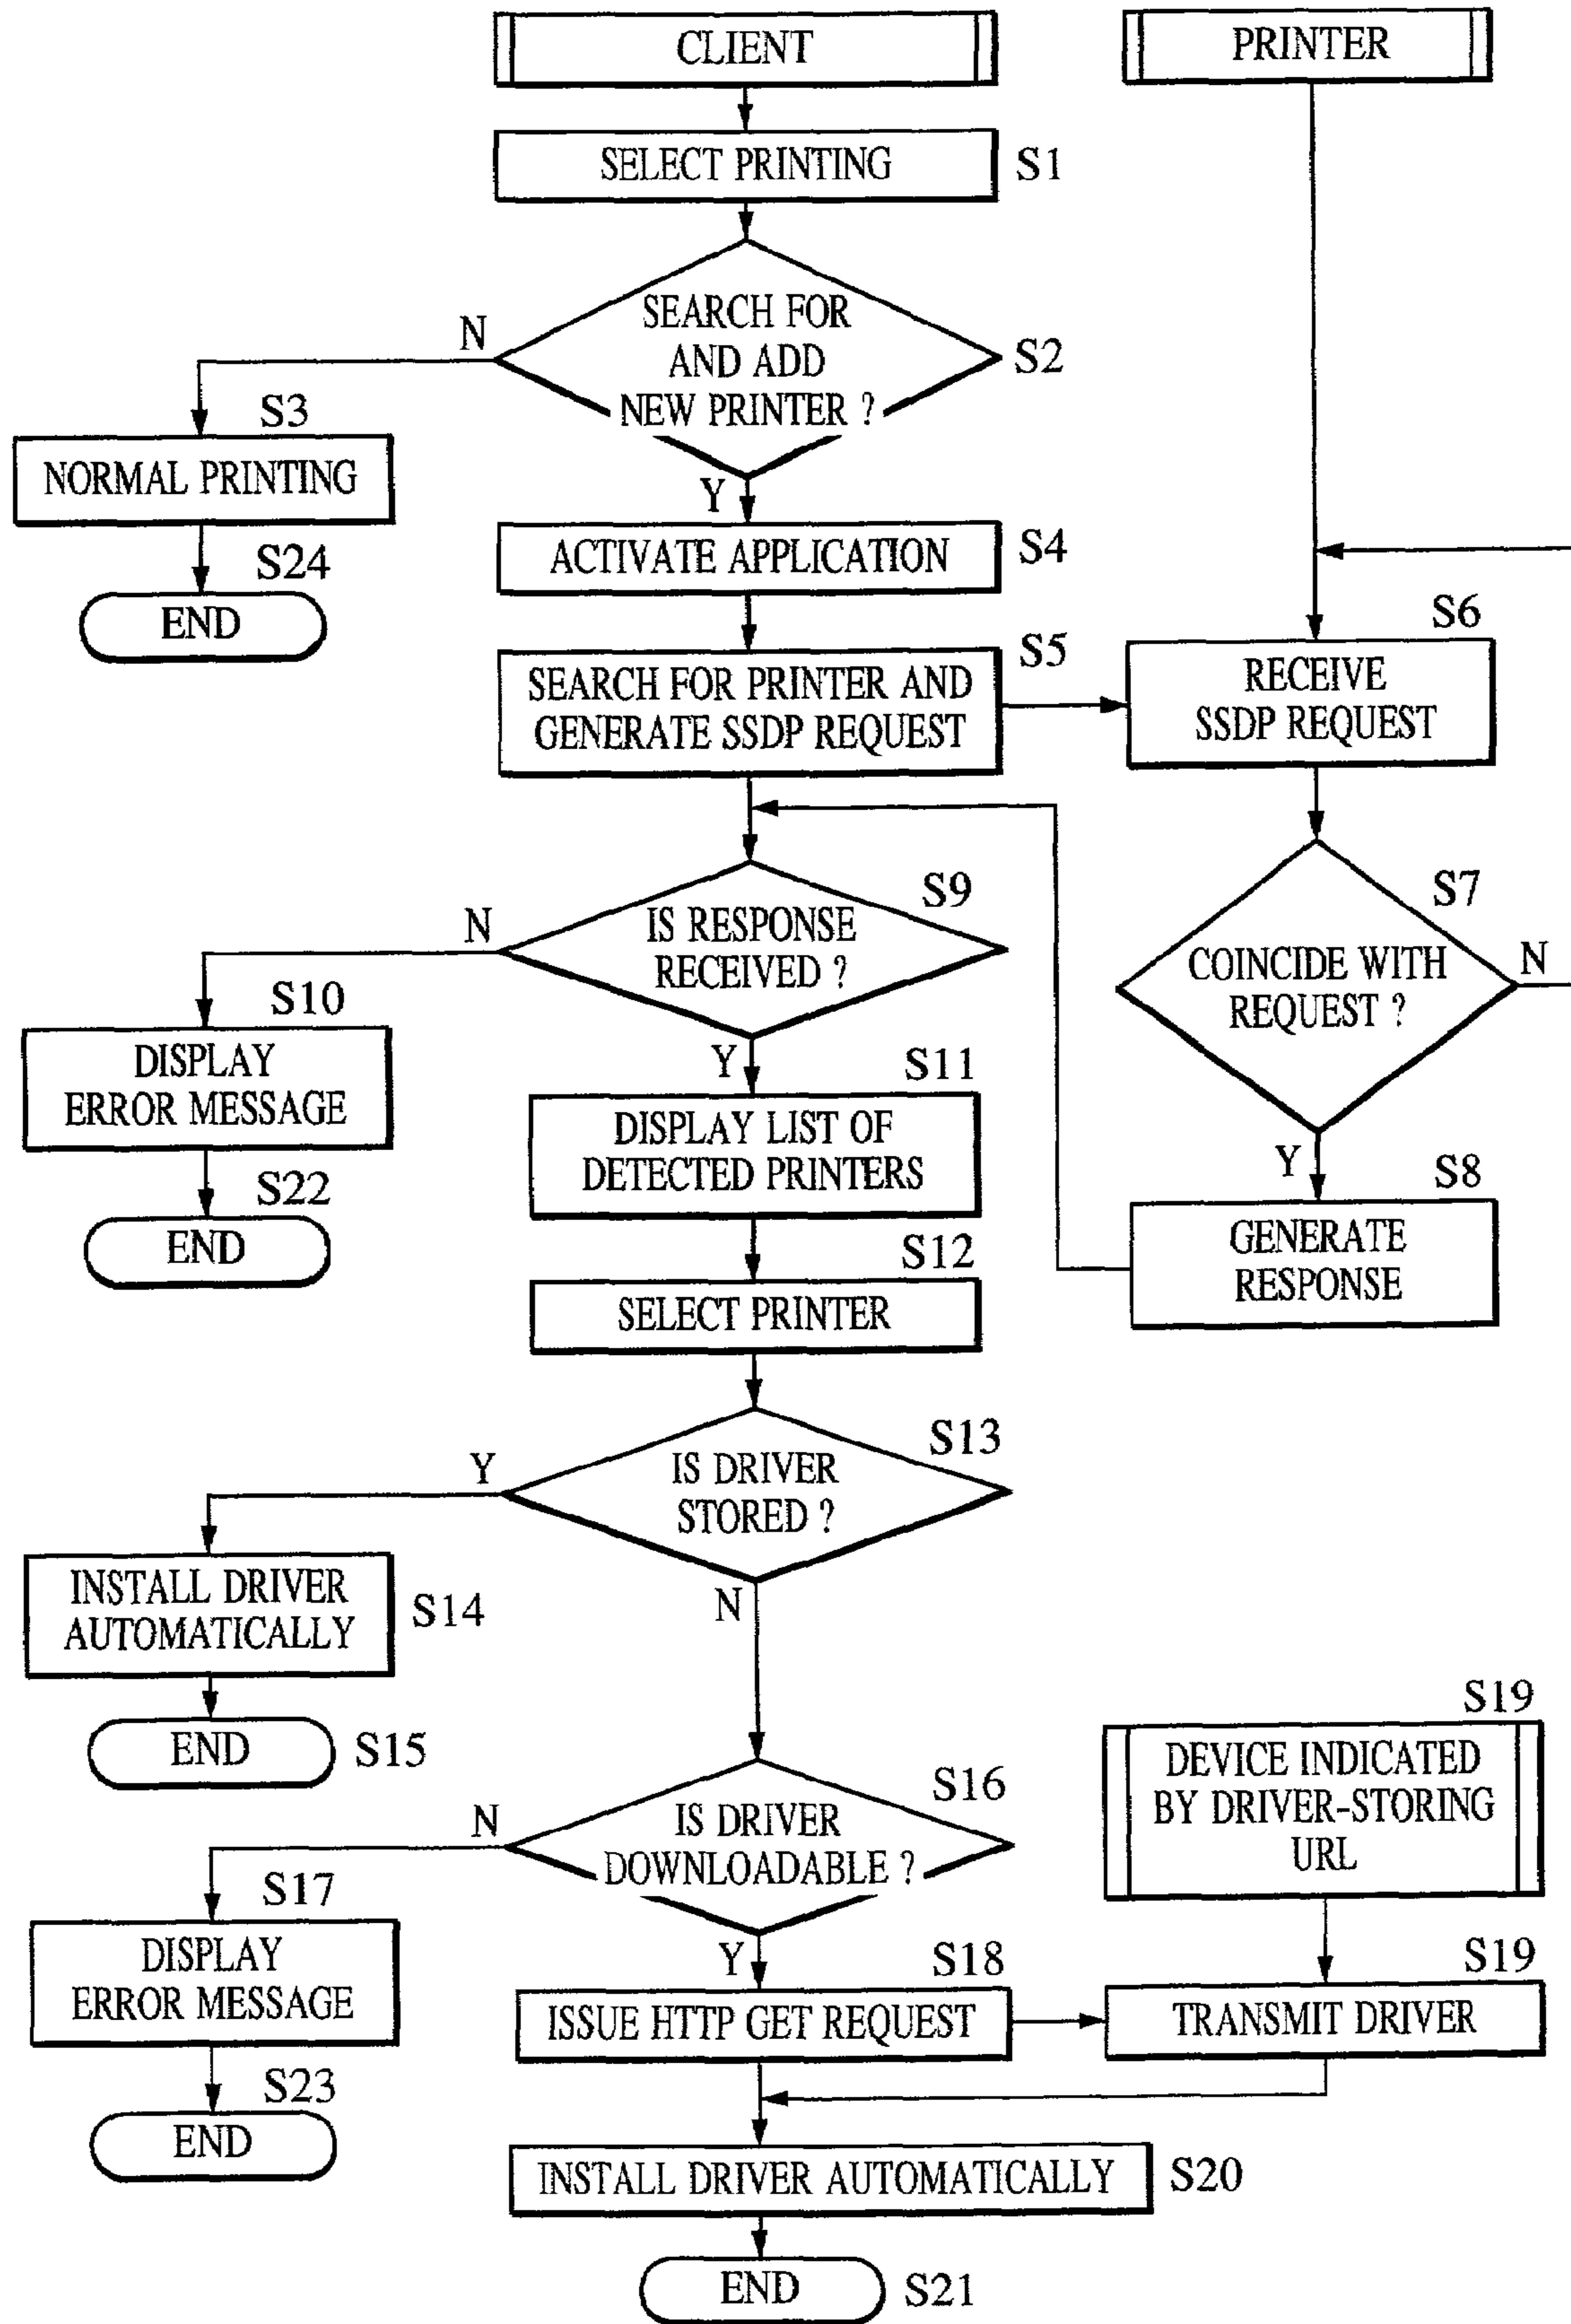 CLIENT
PRINTER
SELECT PRINTING
S1
SEARCH FOR
AND ADD
NEW PRINTER ?
S2
N
S3
NORMAL PRINTING
S24
END
Y
ACTIVATE APPLICATION
S4
S5
SEARCH FOR PRINTER AND
GENERATE SSDP REQUEST
S6
RECEIVE
SSDP REQUEST
S7
COINCIDE WITH
REQUEST ?
N
Y
S8
GENERATE
RESPONSE
S9
IS RESPONSE
RECEIVED ?
N
S10
DISPLAY
ERROR MESSAGE
S22
END
Y
S11
DISPLAY LIST OF
DETECTED PRINTERS
S12
SELECT PRINTER
S13
IS DRIVER
STORED ?
Y
INSTALL DRIVER
AUTOMATICALLY
S14
END
S15
N
S16
IS DRIVER
DOWNLOADABLE ?
N
S17
DISPLAY
ERROR MESSAGE
S23
END
Y
S18
ISSUE HTTP GET REQUEST
S19
DEVICE INDICATED
BY DRIVER-STORING
URL
S19
TRANSMIT DRIVER
INSTALL DRIVER AUTOMATICALLY
S20
END
S21